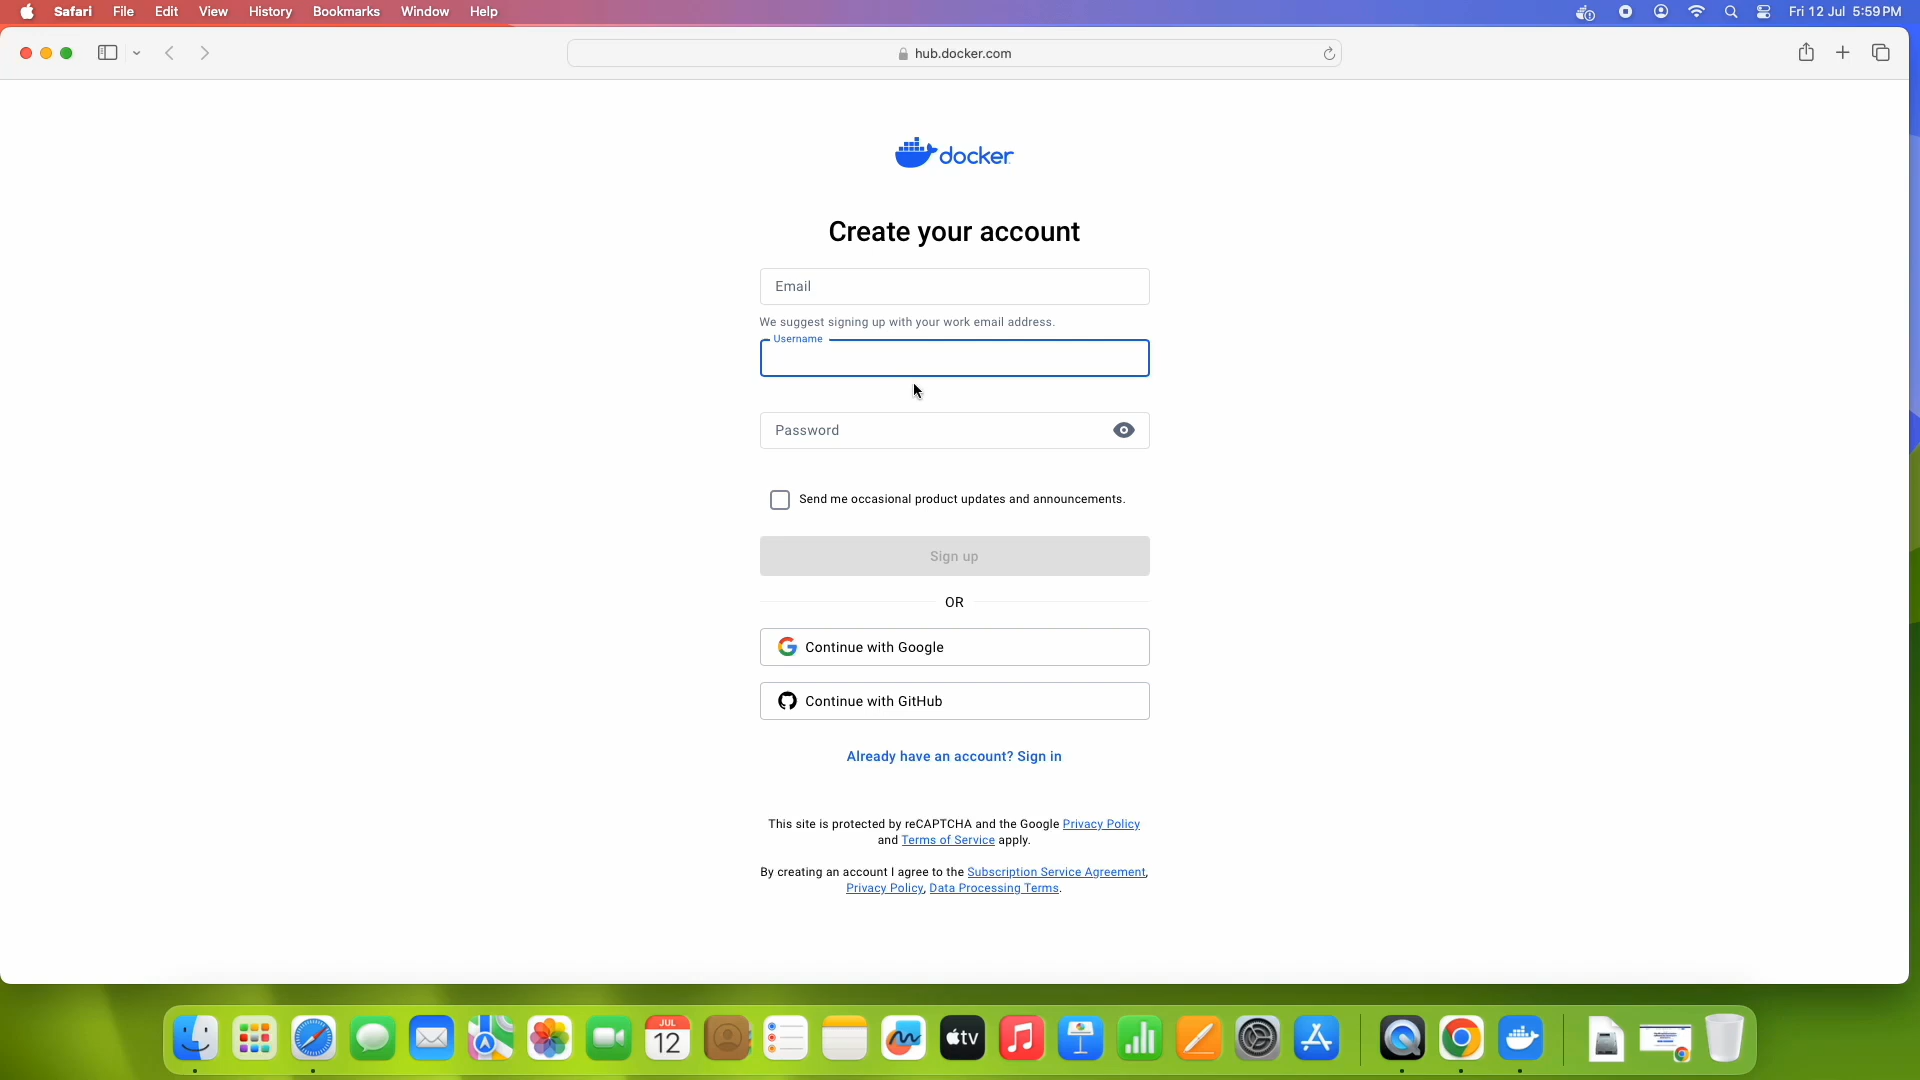 Safari File Edit View History Bookmarks Window Help Fri 12 Jul 5:59 PM
hub.docker.com
docker
Create your account
Email
We suggest signing up with your work email address.
Username
Password
Send me occasional product updates and announcements.
Sign up
OR
Continue with Google
Continue with GitHub
Already have an account? Sign in
This site is protected by reCAPTCHA and the Google Privacy Policy
and Terms of Service apply.
By creating an account I agree to the Subscription Service Agreement,
Privacy Policy, Data Processing Terms.
JUL
12
tv